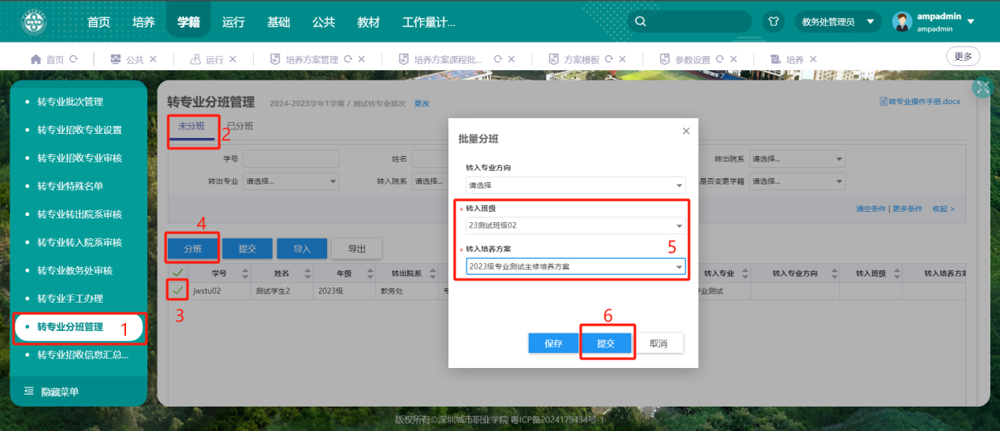 首页 培养 学籍 运行 基础 公共 教材 工作量计... 教务处管理员 ampadmin
ampadmin
首页 公共 运行 培养方案管理 培养方案课程批... 方案模板 参数设置 培养 更多
转专业批次管理
转专业招收专业设置
转专业招收专业审核
转专业特殊名单
转专业转出院系审核
转专业转入院系审核
转专业教务处审核
转专业手工办理
转专业分班管理 1
转专业招收信息汇总...
隐藏菜单
转专业分班管理 2024-2025学年1学期 / 测试转专业批次 更改 转专业操作手册.docx
未分班 2 已分班
学号 姓名 转出院系 请选择...
转出专业 请选择... 转入院系 请选择... 是否变更学籍 请选择...
清空条件 | 更多条件 收起 >
4
分班 提交 导入 导出
学号 姓名 年级 转出院系 转入专业 转入专业方向 转入班级 转入培养方案
jwstu02 测试学生2 2023级 教务处 专业测试
3
批量分班
转入专业方向
请选择
* 转入班级
23测试班级02
5
* 转入培养方案
2023级专业测试主修培养方案
6
保存 提交 取消
版权所有©深圳城市职业学院 粤ICP备2024179434号-1